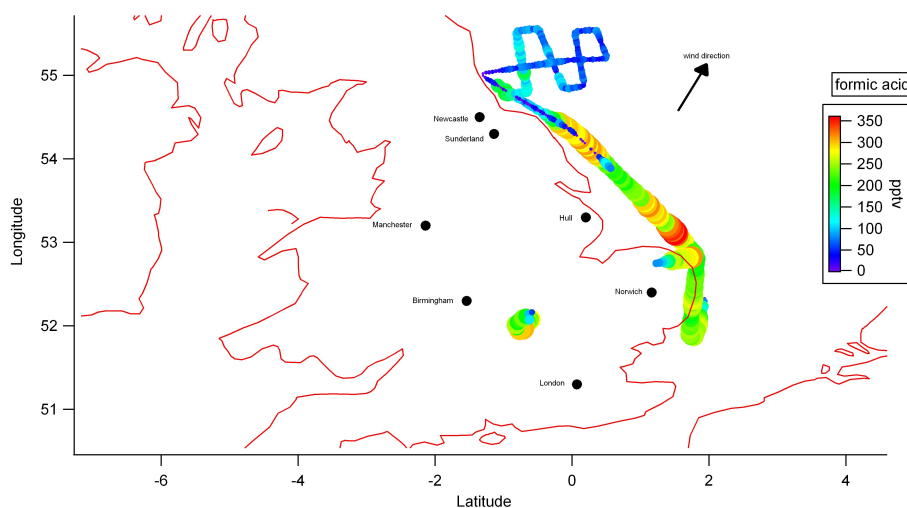 wind direction
55
formic acid
350
300
250
200
150
100
50
0
pptv
Newcastle
Sunderland
54
Hull
Manchester
53
Longitude
Norwich
Birmingham
52
London
51
-6
-4
-2
0
2
4
Latitude